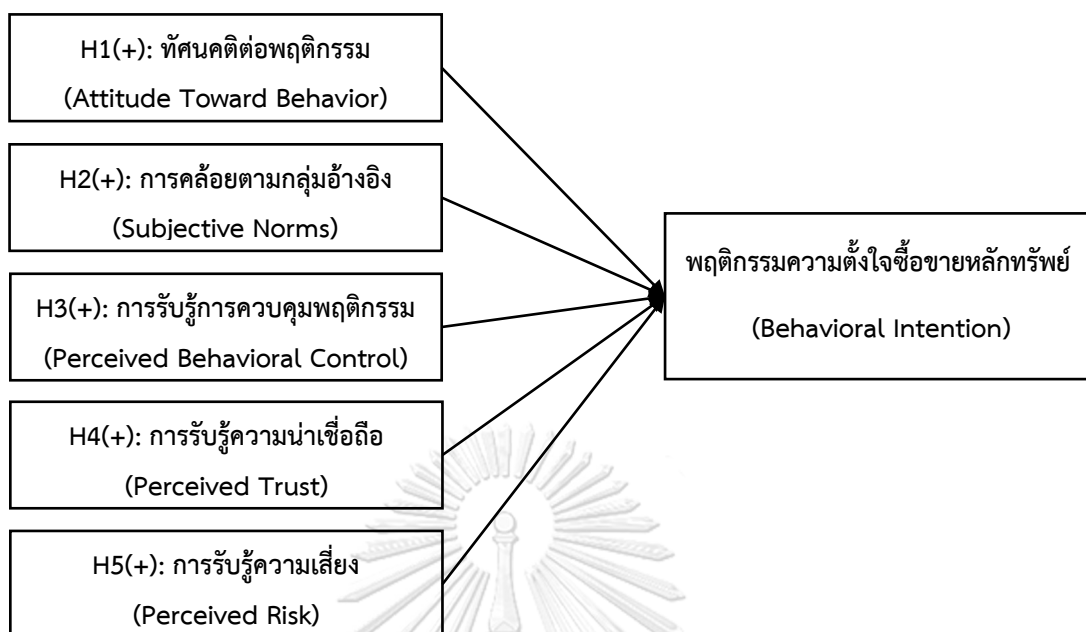 H1(+): ทัศนคติต่อพฤติกรรม
(Attitude Toward Behavior)
H2(+): การคล้อยตามกลุ่มอ้างอิง
(Subjective Norms)
H3(+): การรับรู้การควบคุมพฤติกรรม
(Perceived Behavioral Control)
H4(+): การรับรู้ความน่าเชื่อถือ
(Perceived Trust)
H5(+): การรับรู้ความเสี่ยง
(Perceived Risk)
พฤติกรรมความตั้งใจซื้อขายหลักทรัพย์
(Behavioral Intention)